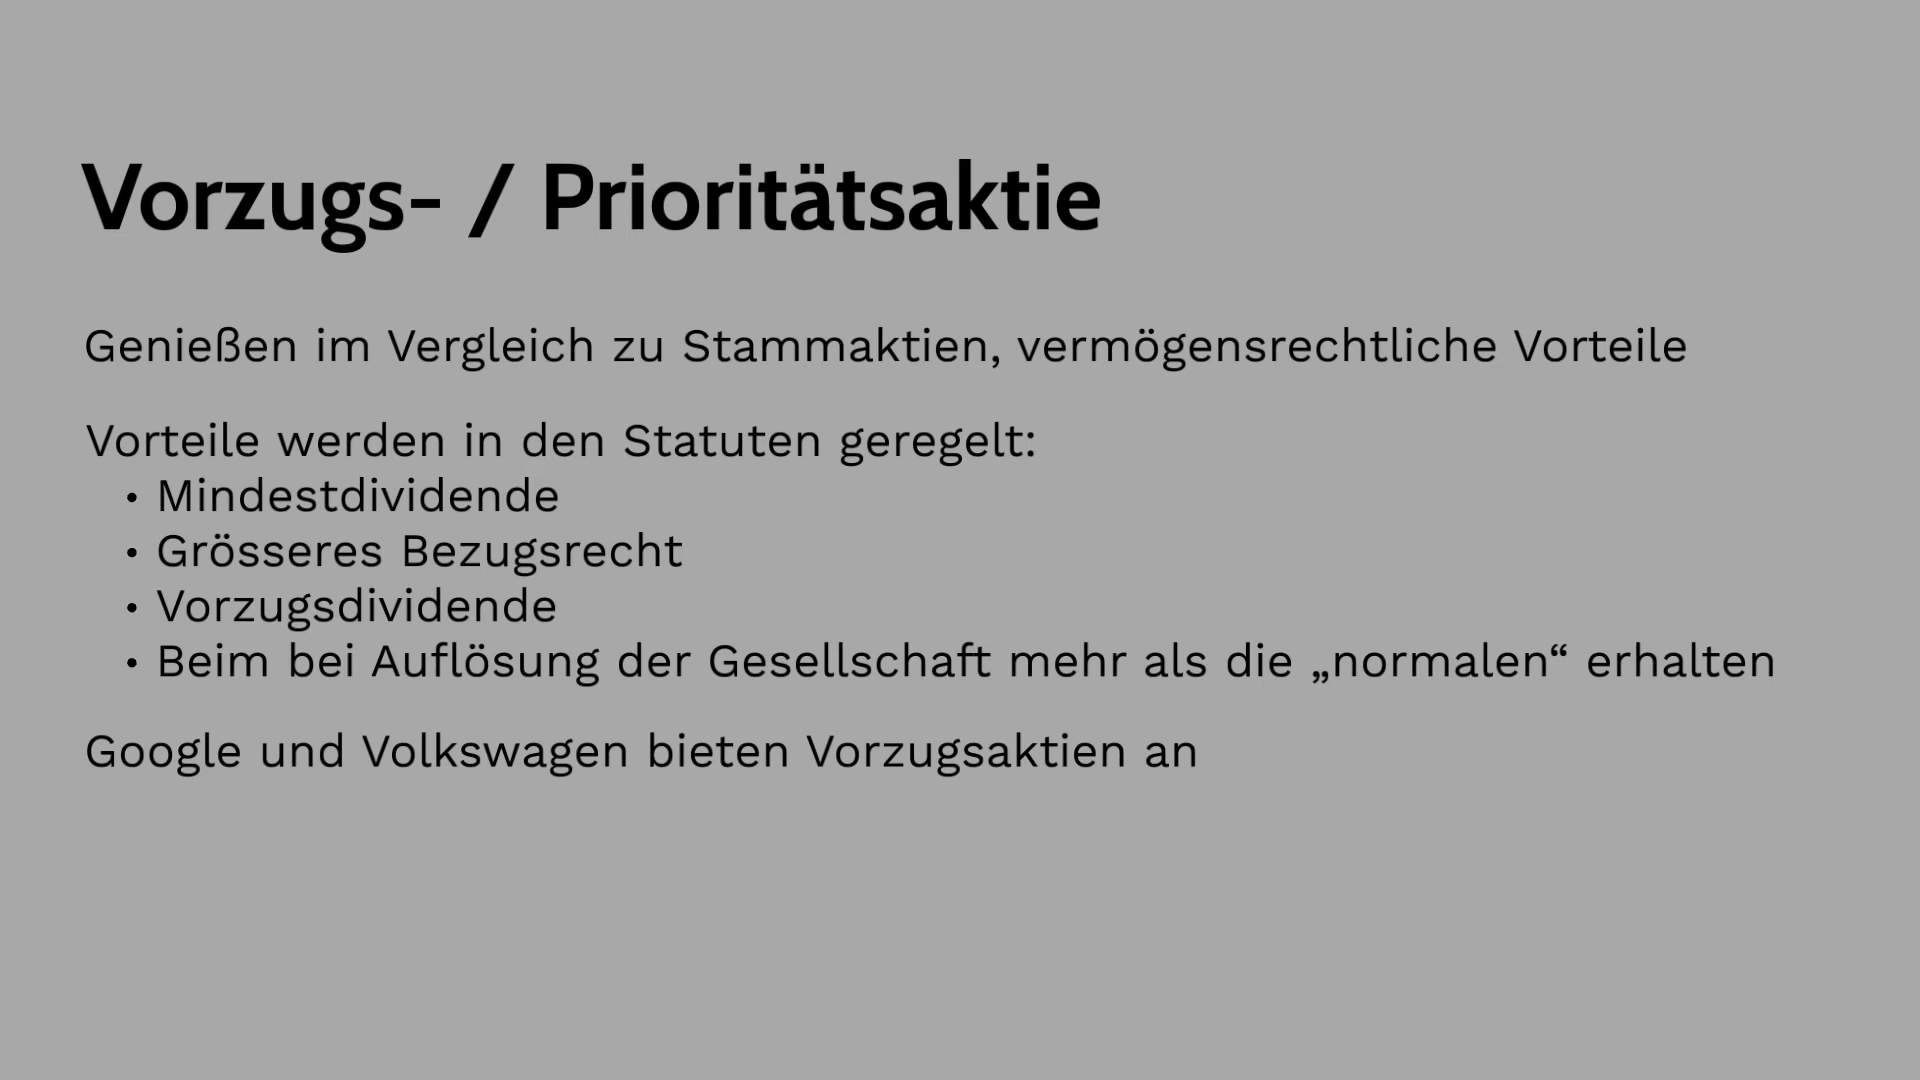 Vorzugs- / Prioritätsaktie
Genießen im Vergleich zu Stammaktien, vermögensrechtliche Vorteile
Vorteile werden in den Statuten geregelt:
• Mindestdividende
• Grösseres Bezugsrecht
• Vorzugsdividende
• Beim bei Auflösung der Gesellschaft mehr als die „normalen“ erhalten
Google und Volkswagen bieten Vorzugsaktien an